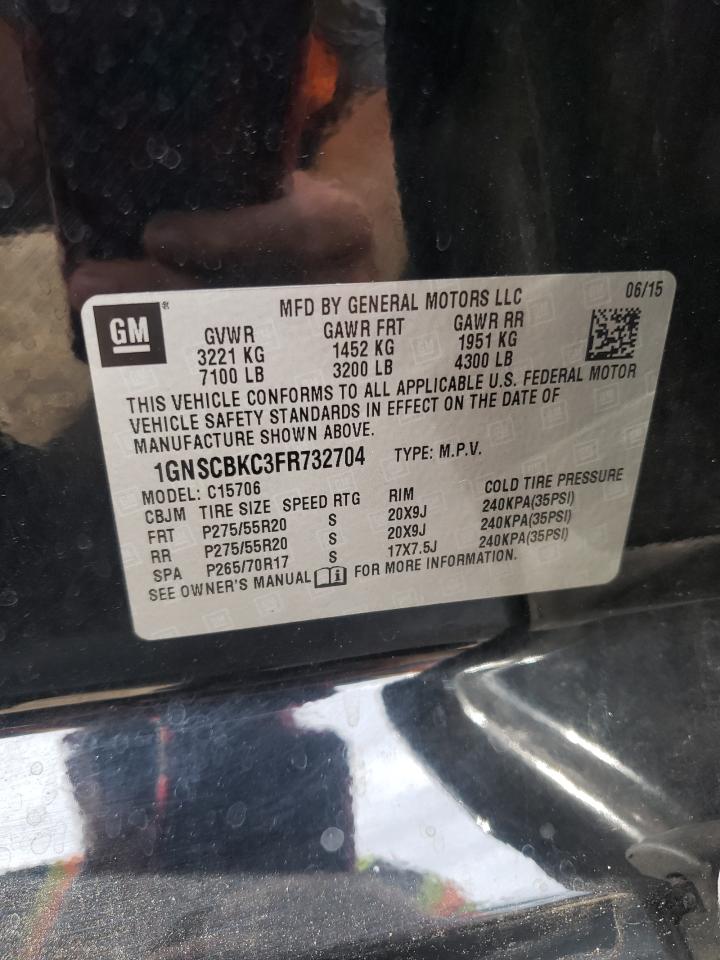 GM
MFD BY GENERAL MOTORS LLC 06/15
GVWR GAWR FRT GAWR RR
3221 KG 1452 KG 1951 KG
7100 LB 3200 LB 4300 LB
THIS VEHICLE CONFORMS TO ALL APPLICABLE U.S. FEDERAL MOTOR
VEHICLE SAFETY STANDARDS IN EFFECT ON THE DATE OF
MANUFACTURE SHOWN ABOVE.
1GNSCBKC3FR732704 TYPE: M.P.V.
MODEL: C15706
CBJM TIRE SIZE SPEED RTG RIM COLD TIRE PRESSURE
FRT P275/55R20 S 20X9J 240KPA(35PSI)
RR P275/55R20 S 20X9J 240KPA(35PSI)
SPA P265/70R17 S 17X7.5J 240KPA(35PSI)
SEE OWNER'S MANUAL i FOR MORE INFORMATION.